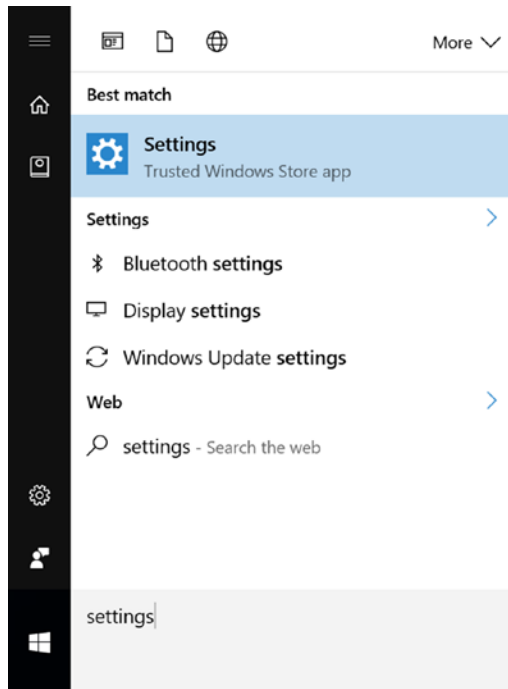 More
Best match
Settings
Trusted Windows Store app
Settings
Bluetooth settings
Display settings
Windows Update settings
Web
settings - Search the web
settings